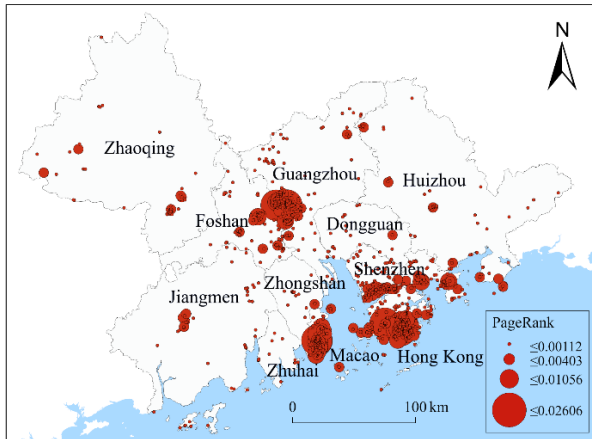 N
Zhaoqing
Guangzhou
Huizhou
Foshan
Dongguan
Shenzhen
Zhongshan
Jiangmen
Macao
Hong Kong
Zhuhai
0
100 km
PageRank
≤0.00112
≤0.00403
≤0.01056
≤0.02606